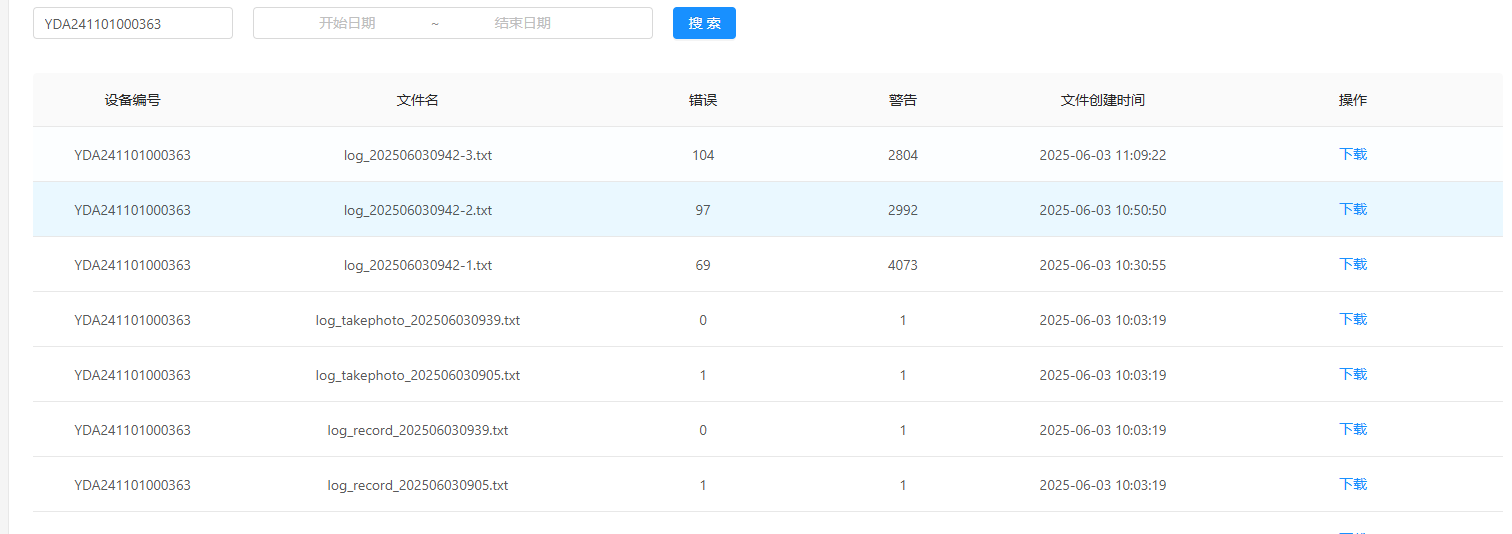 YDA241101000363 开始日期 ~ 结束日期 搜 索
设备编号 文件名 错误 警告 文件创建时间 操作
YDA241101000363 log_202506030942-3.txt 104 2804 2025-06-03 11:09:22 下载
YDA241101000363 log_202506030942-2.txt 97 2992 2025-06-03 10:50:50 下载
YDA241101000363 log_202506030942-1.txt 69 4073 2025-06-03 10:30:55 下载
YDA241101000363 log_takephoto_202506030939.txt 0 1 2025-06-03 10:03:19 下载
YDA241101000363 log_takephoto_202506030905.txt 1 1 2025-06-03 10:03:19 下载
YDA241101000363 log_record_202506030939.txt 0 1 2025-06-03 10:03:19 下载
YDA241101000363 log_record_202506030905.txt 1 1 2025-06-03 10:03:19 下载